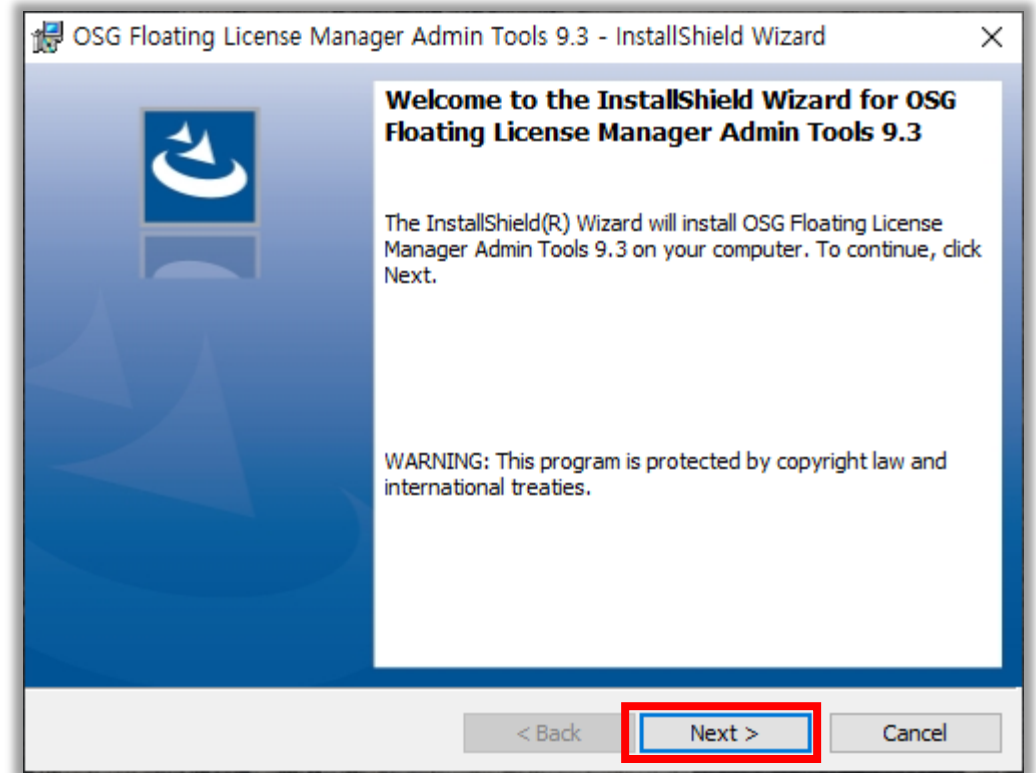 OSG Floating License Manager Admin Tools 9.3 - InstallShield Wizard
Welcome to the InstallShield Wizard for OSG
Floating License Manager Admin Tools 9.3
The InstallShield(R) Wizard will install OSG Floating License
Manager Admin Tools 9.3 on your computer. To continue, click
Next.
WARNING: This program is protected by copyright law and
international treaties.
< Back
Next >
Cancel